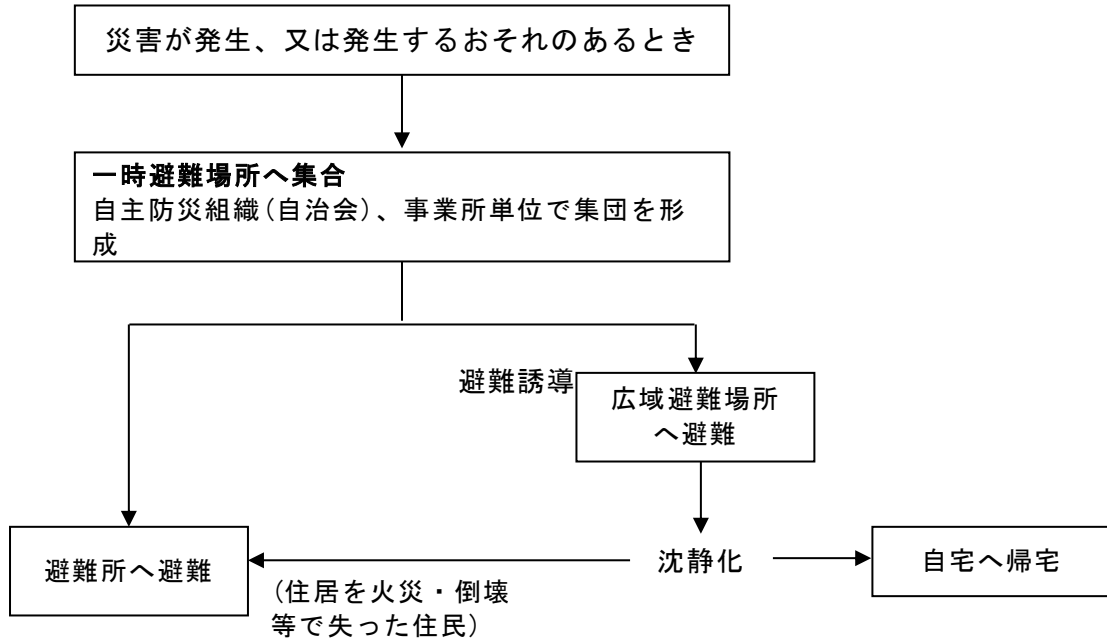 災害が発生、又は発生するおそれのあるとき
一時避難場所へ集合
自主防災組織(自治会)、事業所単位で集団を形
成
避難誘導
広域避難場所
へ避難
避難所へ避難
沈静化
自宅へ帰宅
(住居を火災・倒壊
等で失った住民)